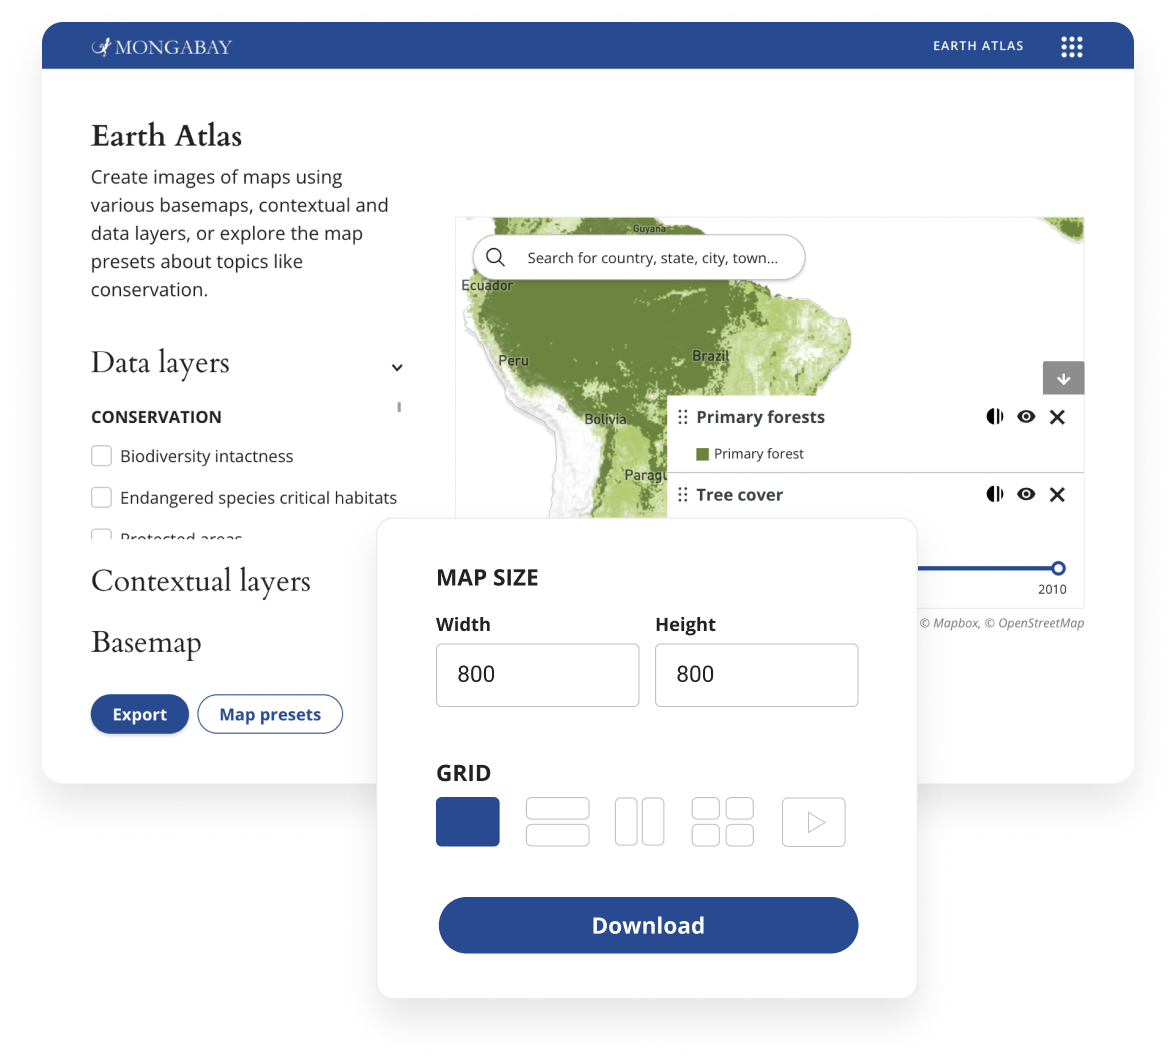 MONGABAY
EARTH ATLAS
Earth Atlas
Create images of maps using
various basemaps, contextual and
data layers, or explore the map
presets about topics like
conservation.
Data layers
CONSERVATION
Biodiversity intactness
Endangered species critical habitats
Protected areas
Contextual layers
Basemap
Export
Map presets
Guyana
Search for country, state, city, town...
Ecuador
Peru
Brazil
Bolivia
Paragu
Primary forests
Primary forest
Tree cover
2010
© Mapbox, © OpenStreetMap
MAP SIZE
Width
Height
800
800
GRID
Download